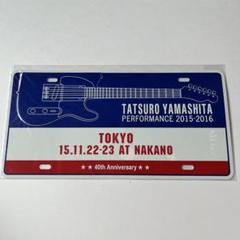 TATSURO YAMASHITA
PERFORMANCE 2015-2016
TOKYO
15.11.22-23 AT NAKANO
★ ★ 40th Anniversary ★ ★